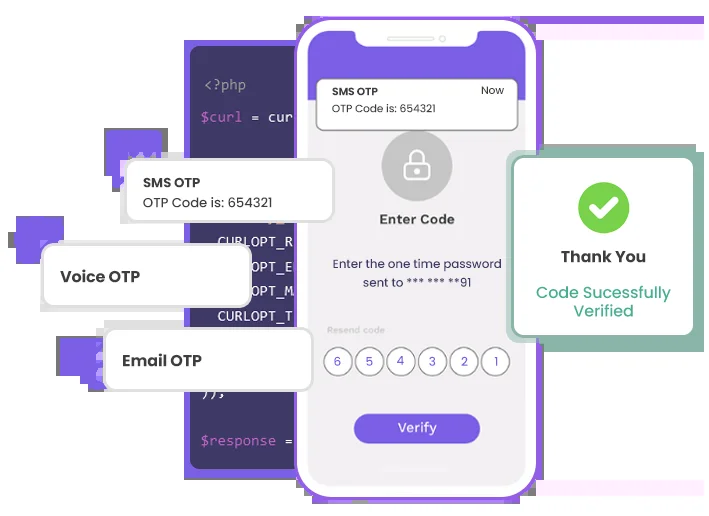 <?php
$curl = cur
SMS OTP
Now
OTP Code is: 654321
SMS OTP
OTP Code is: 654321
Enter Code
CURLOPT_R
CURLOPT_E
OPT_M
CURLOPT_T
Voice OTP
Enter the one time password
sent to *** *** **91
Thank You
Code Sucessfully
Verified
Resend code
Email OTP
6 5 4 3 2 1
));
$response =
Verify